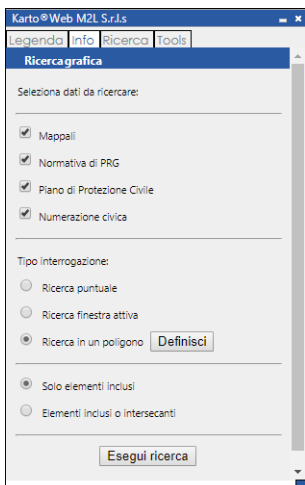 Karto®Web M2L S.r.l.s
Legenda Info Ricerca Tools
Ricerca grafica
Seleziona dati da ricercare:
Mappali
Normativa di PRG
Piano di Protezione Civile
Numerazione civica
Tipo interrogazione:
Ricerca puntuale
Ricerca finestra attiva
Ricerca in un poligono Definisci
Solo elementi inclusi
Elementi inclusi o intersecanti
Esegui ricerca